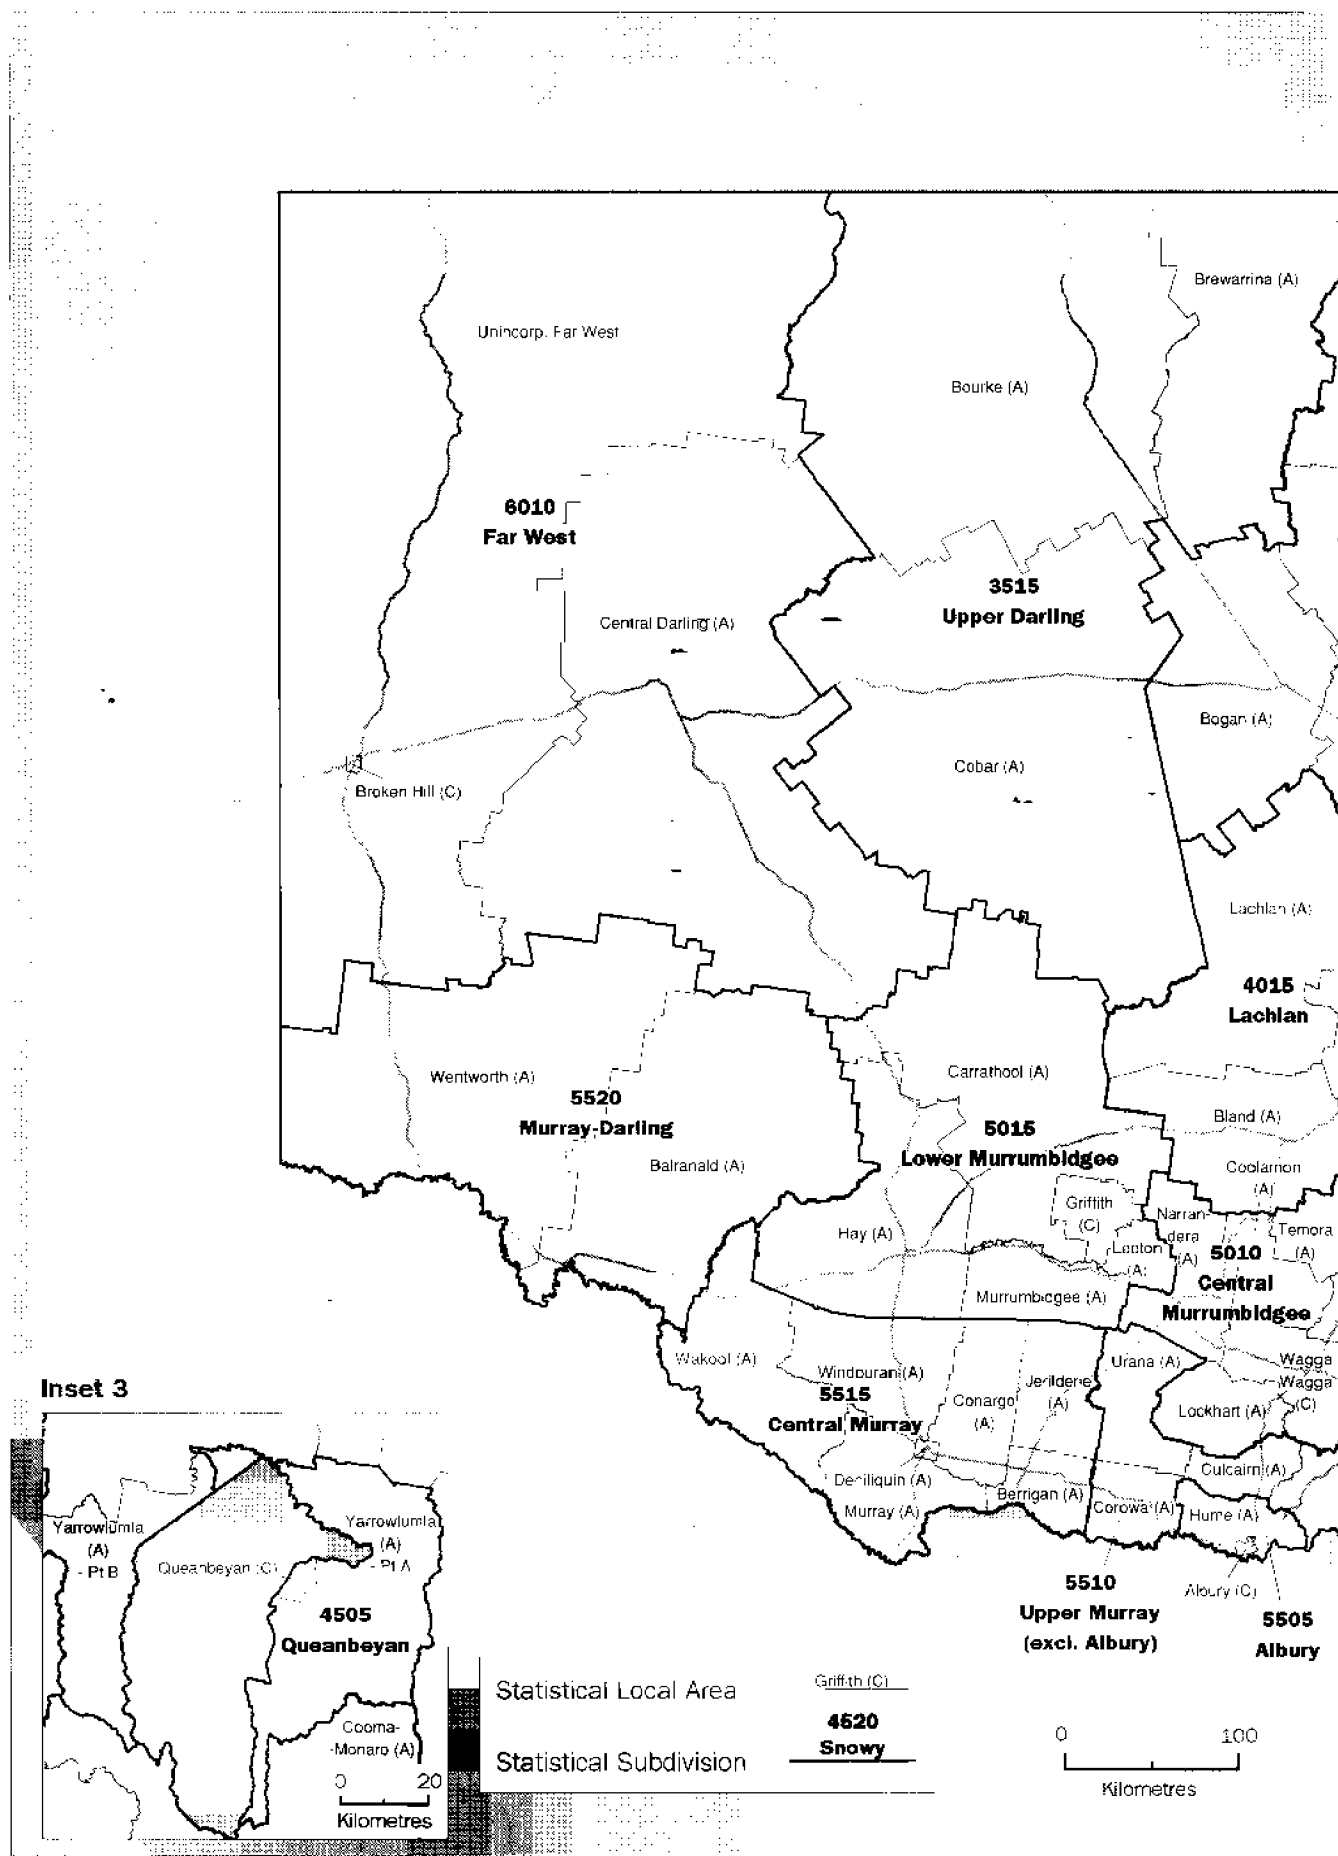 Brewarrina (A)
Unincorp. Far West
Bourke (A)
6010
Far West
3515
Upper Darling
Central Darling (A)
Bogan (A)
Cobar (A)
Broken Hill (C)
Lachlan (A)
4015
Lachlan
Carrathool (A)
Wentworth (A)
5520
Murray-Darling
Bland (A)
5015
Lower Murrumbidgee
Balranald (A)
Coolamon
(A)
Griffith
(C)
Narran-
dera
(A)
Temora
(A)
Hay (A)
Leeton
(A)
5010
Central
Murrumbidgee
Murrumbidgee (A)
Wakool (A)
Windouran (A)
Urana (A)
Wagga
Wagga
(C)
Jerilderie
(A)
5515
Central Murray
Conargo
(A)
Lockhart (A)
Deniliquin (A)
Culcairn (A)
Murray (A)
Berrigan (A)
Corowa (A)
Hume (A)
5510
Upper Murray
(excl. Albury)
Albury (C)
5505
Albury
Inset 3
Yarrowlumla
(A)
- Pt B
Yarrowlumla
(A)
- Pt A
Queanbeyan (C)
4505
Queanbeyan
Cooma-
-Monaro (A)
0 20
Kilometres
Statistical Local Area
Griffith (C)
Statistical Subdivision
4520
Snowy
0 100
Kilometres